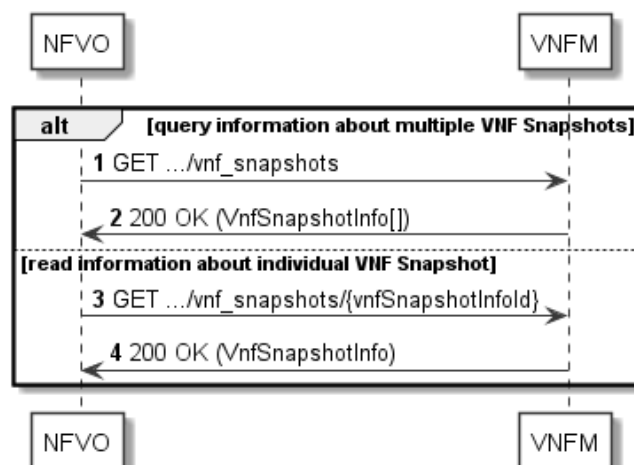 NFVO VNFM
alt [query information about multiple VNF Snapshots]
1 GET .../vnf_snapshots
2 200 OK (VnfSnapshotInfo[])
[read information about individual VNF Snapshot]
3 GET .../vnf_snapshots/{vnfSnapshotInfoId}
4 200 OK (VnfSnapshotInfo)
NFVO VNFM